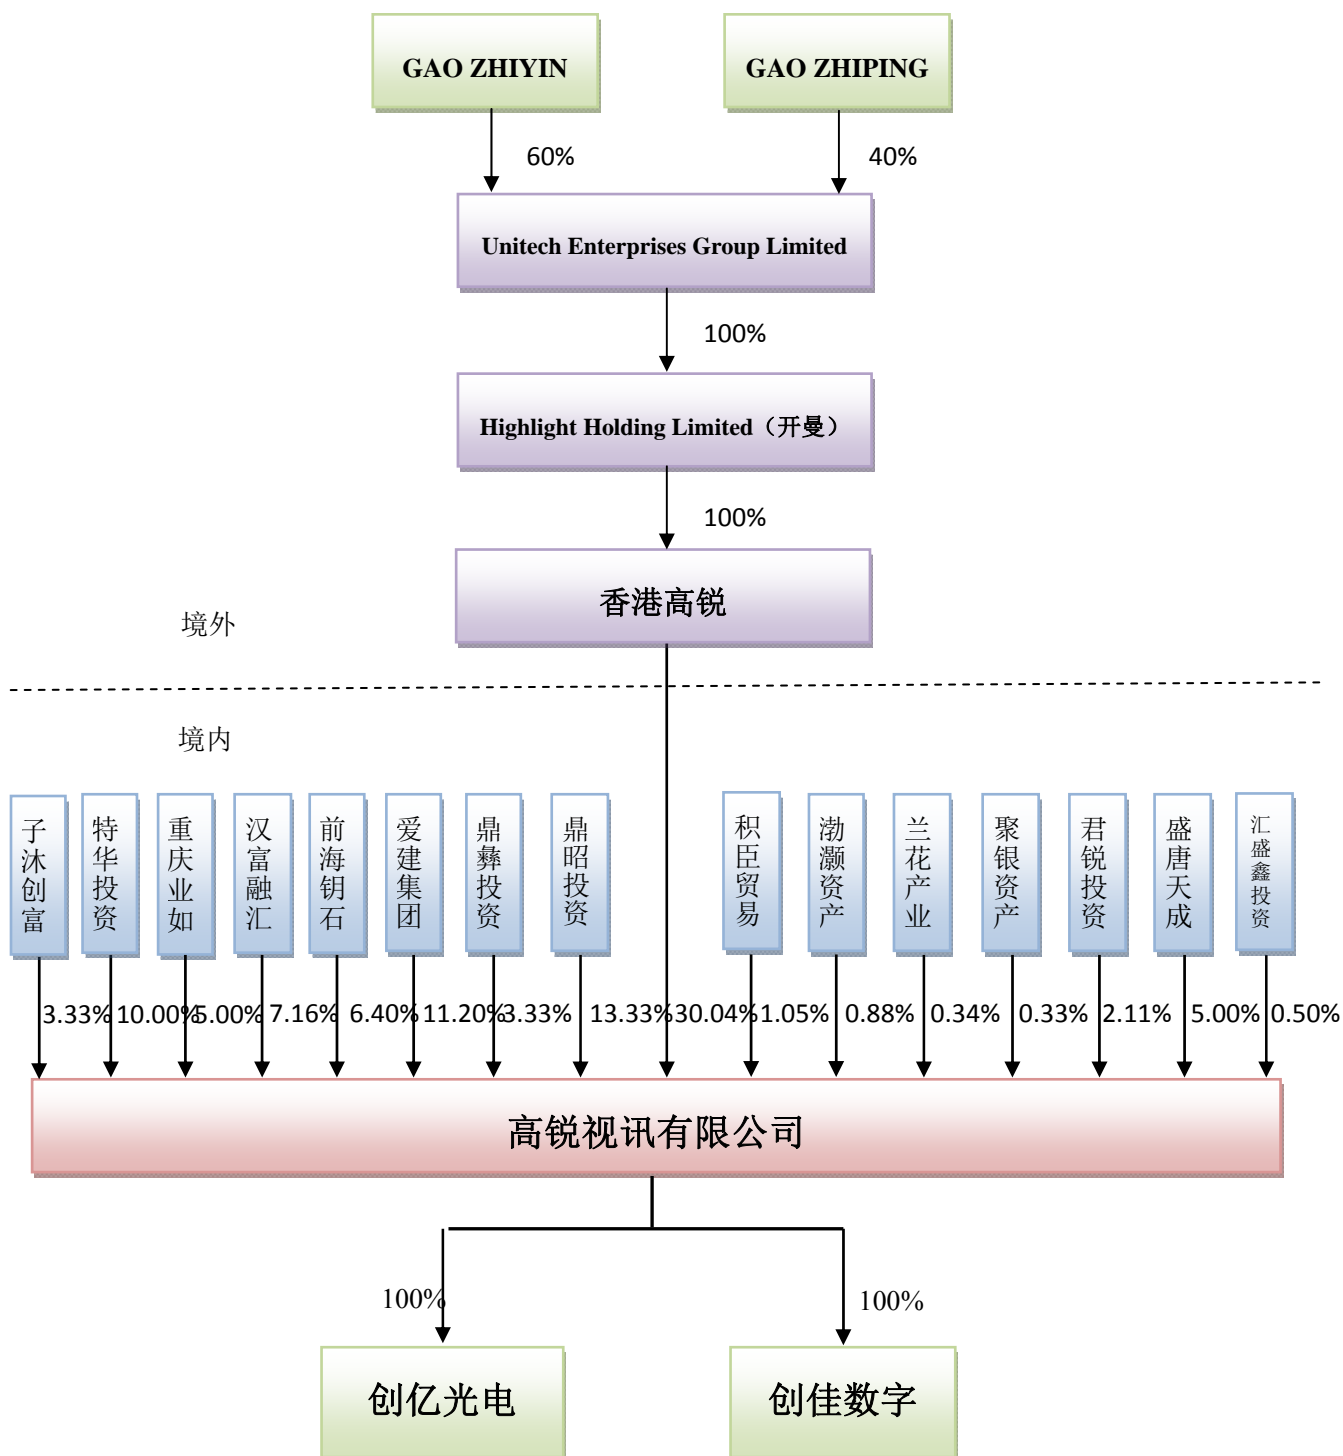 GAO ZHIYIN
GAO ZHIPING
60%
40%
Unitech Enterprises Group Limited
100%
Highlight Holding Limited（开曼）
100%
香港高锐
境外
境内
子沐创富
特华投资
重庆业如
汉富融汇
前海钥石
爱建集团
鼎彝投资
鼎昭投资
积臣贸易
渤灏资产
兰花产业
聚银资产
君锐投资
盛唐天成
汇盛鑫投资
3.33%
10.00%
5.00%
7.16%
6.40%
11.20%
3.33%
13.33%
30.04%
1.05%
0.88%
0.34%
0.33%
2.11%
5.00%
0.50%
高锐视讯有限公司
100%
100%
创亿光电
创佳数字